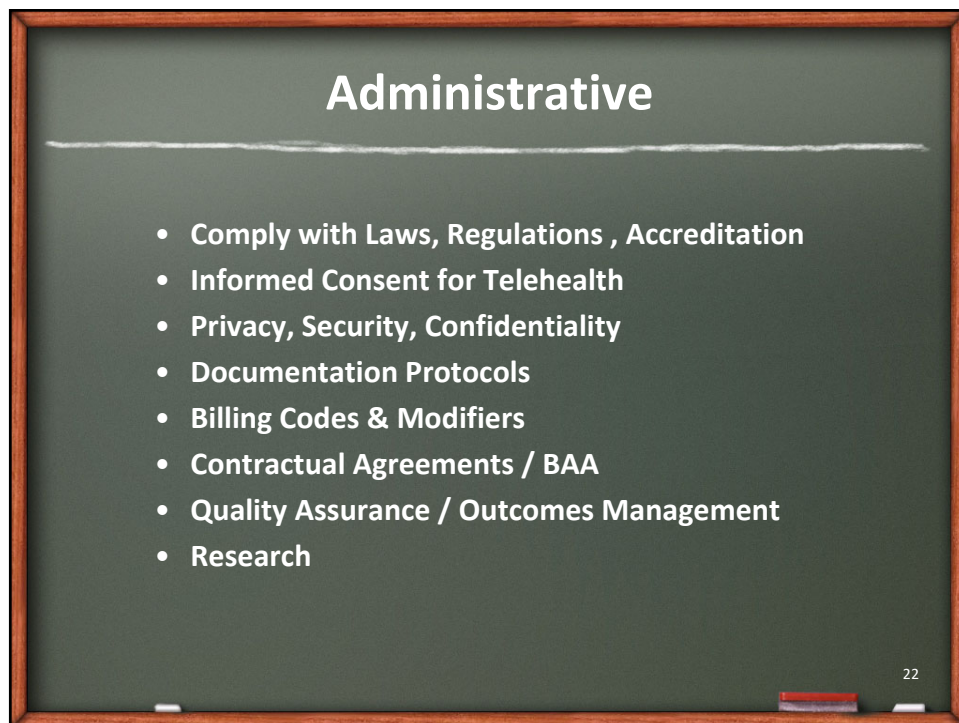 Administrative
• Comply with Laws, Regulations , Accreditation
• Informed Consent for Telehealth
• Privacy, Security, Confidentiality
• Documentation Protocols
• Billing Codes & Modifiers
• Contractual Agreements / BAA
• Quality Assurance / Outcomes Management
• Research
22